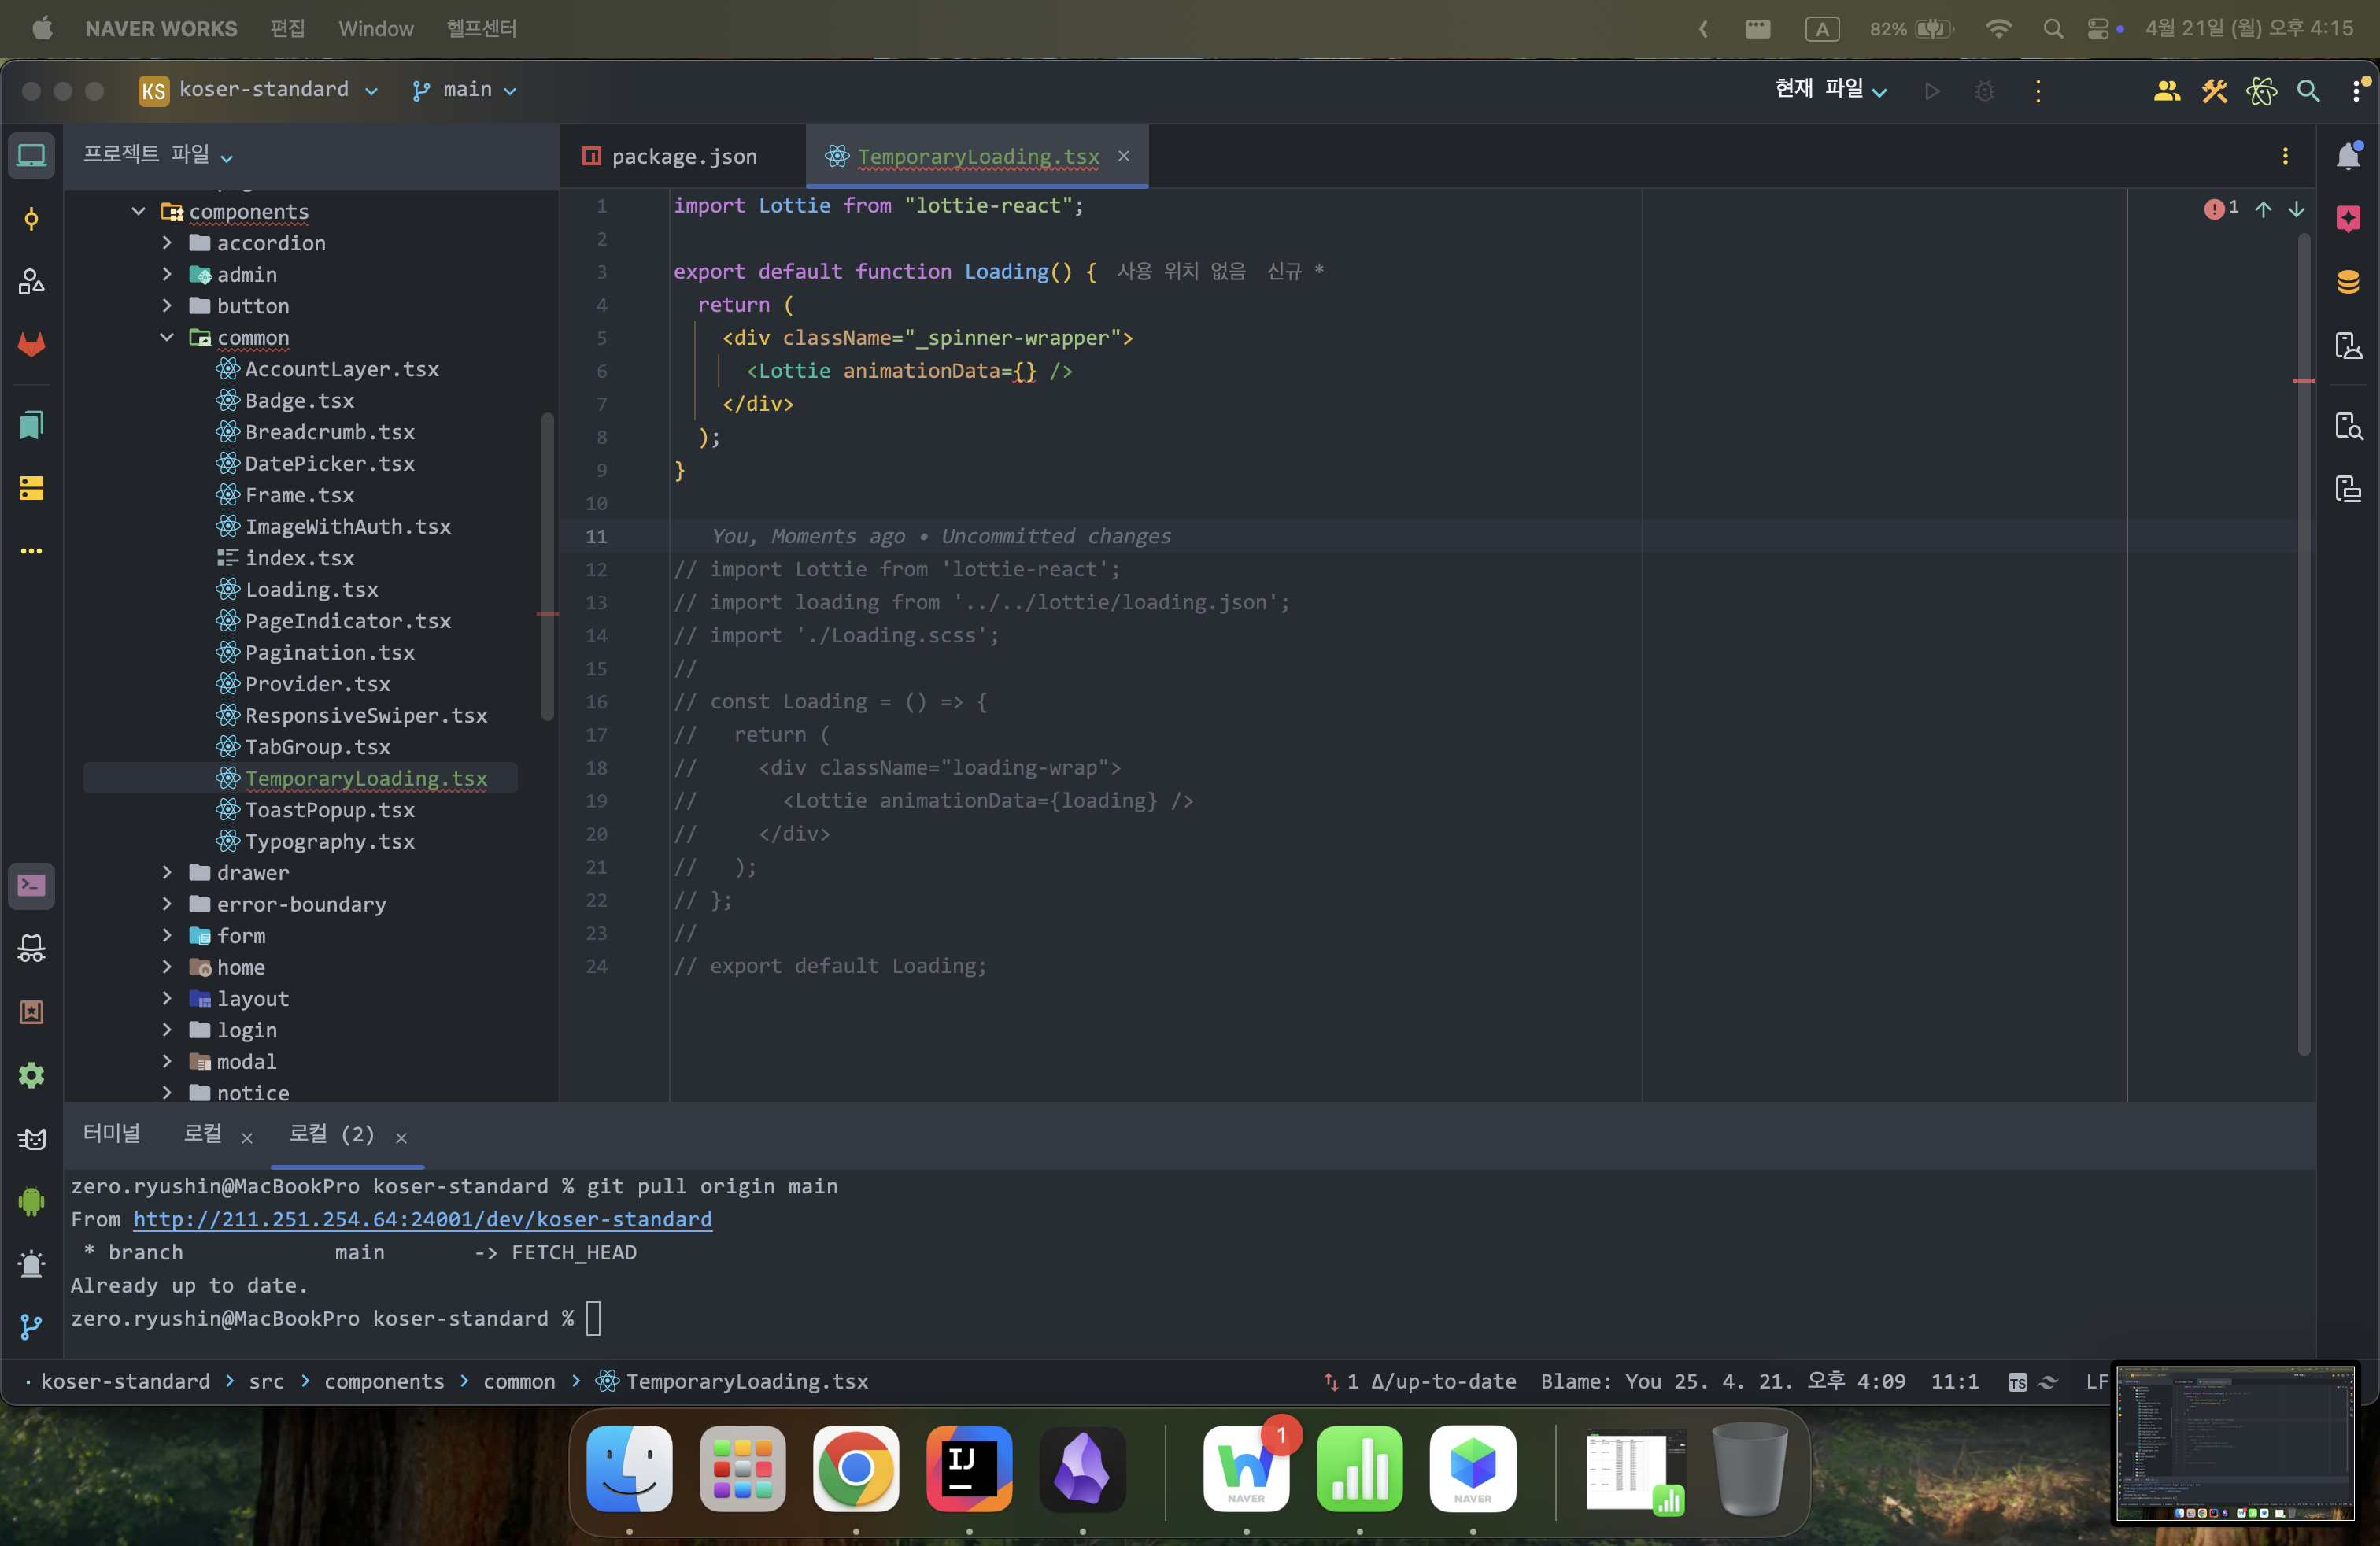 NAVER WORKS 편집 Window 헬프센터 A 82% 4월 21일 (월) 오후 4:15
KS koser-standard main 현재 파일
프로젝트 파일
package.json TemporaryLoading.tsx
components
accordion
admin
button
common
AccountLayer.tsx
Badge.tsx
Breadcrumb.tsx
DatePicker.tsx
Frame.tsx
ImageWithAuth.tsx
index.tsx
Loading.tsx
PageIndicator.tsx
Pagination.tsx
Provider.tsx
ResponsiveSwiper.tsx
TabGroup.tsx
TemporaryLoading.tsx
ToastPopup.tsx
Typography.tsx
drawer
error-boundary
form
home
layout
login
modal
notice
1 import Lottie from "lottie-react";
2
3 export default function Loading() { 사용 위치 없음 신규 *
4 return (
5 <div className="_spinner-wrapper">
6 <Lottie animationData={} />
7 </div>
8 );
9 }
10
11 You, Moments ago • Uncommitted changes
12 // import Lottie from 'lottie-react';
13 // import loading from '../../lottie/loading.json';
14 // import './Loading.scss';
15 //
16 // const Loading = () => {
17 // return (
18 // <div className="loading-wrap">
19 // <Lottie animationData={loading} />
20 // </div>
21 // );
22 // };
23 //
24 // export default Loading;
1
터미널 로컬 로컬 (2)
zero.ryushin@MacBookPro koser-standard % git pull origin main
From http://211.251.254.64:24001/dev/koser-standard
* branch main -> FETCH_HEAD
Already up to date.
zero.ryushin@MacBookPro koser-standard %
koser-standard > src > components > common > TemporaryLoading.tsx 1 Δ/up-to-date Blame: You 25. 4. 21. 오후 4:09 11:1 TS LF
IJ
NAVER 1
NAVER